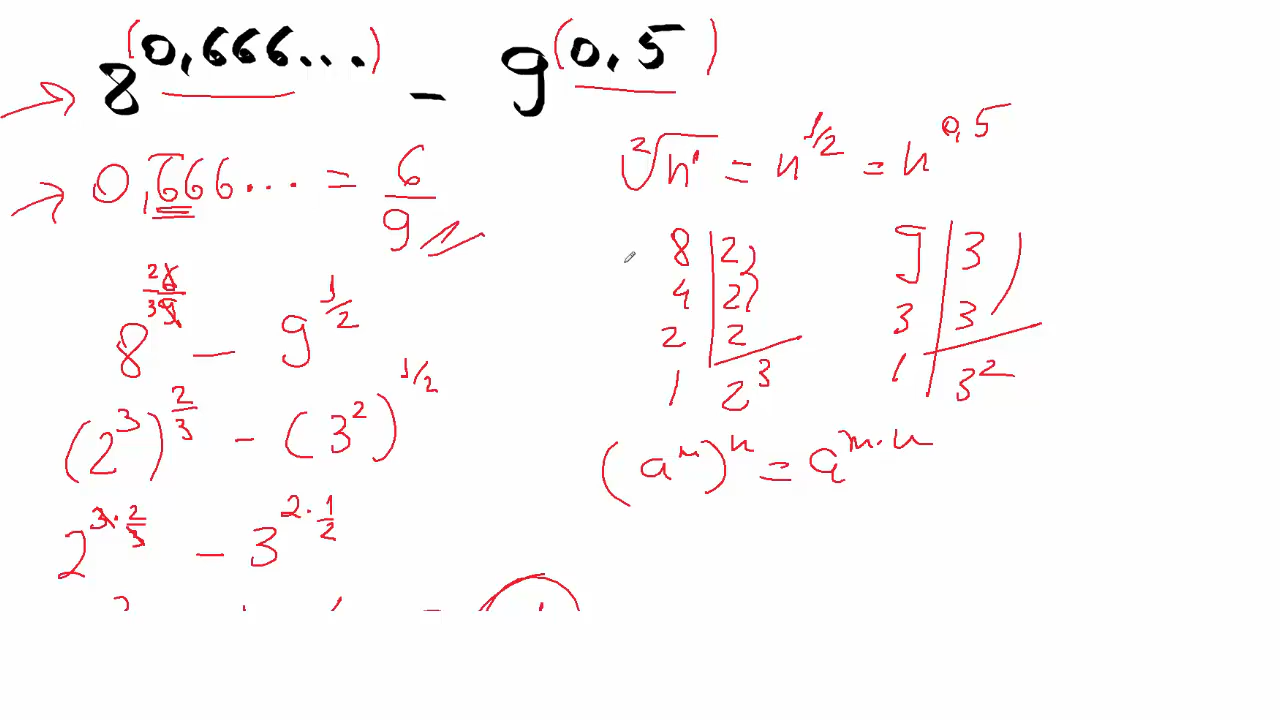 8^(0,666...) - 9^(0,5)
0,666... = 6/9
²√n¹ = n^1/2 = n^0,5
8 | 2
4 | 2
2 | 2
1 | 2³
9 | 3
3 | 3
1 | 3²
8^2/3 - 9^1/2
(2³)^2/3 - (3²)^1/2
(a^m)^n = a^m·n
2^3·2/3 - 3^2·1/2